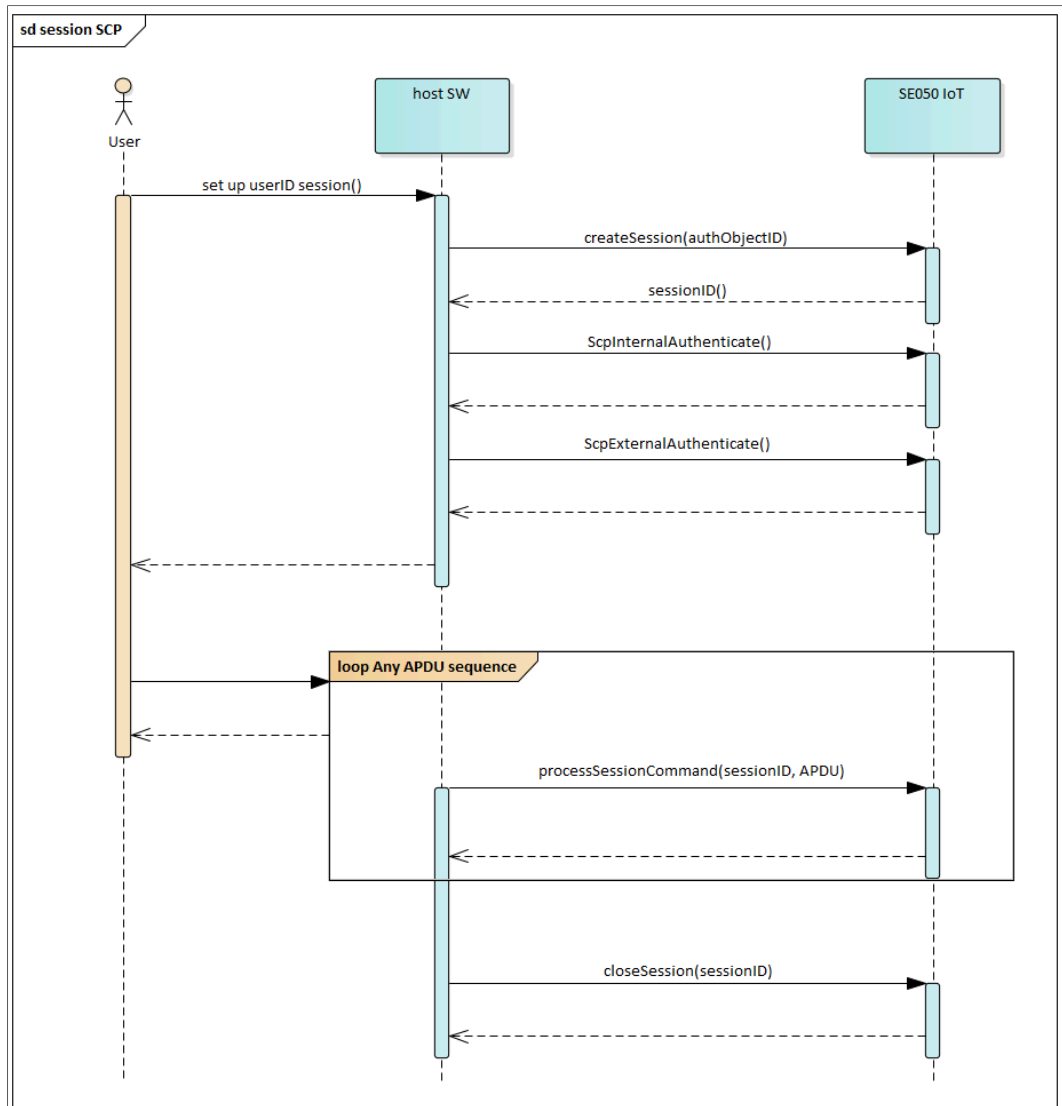 sd session SCP
host SW
SE050 IoT
User
set up userID session()
createSession(authObjectID)
sessionID()
ScpInternalAuthenticate()
ScpExternalAuthenticate()
loop Any APDU sequence
processSessionCommand(sessionID, APDU)
closeSession(sessionID)